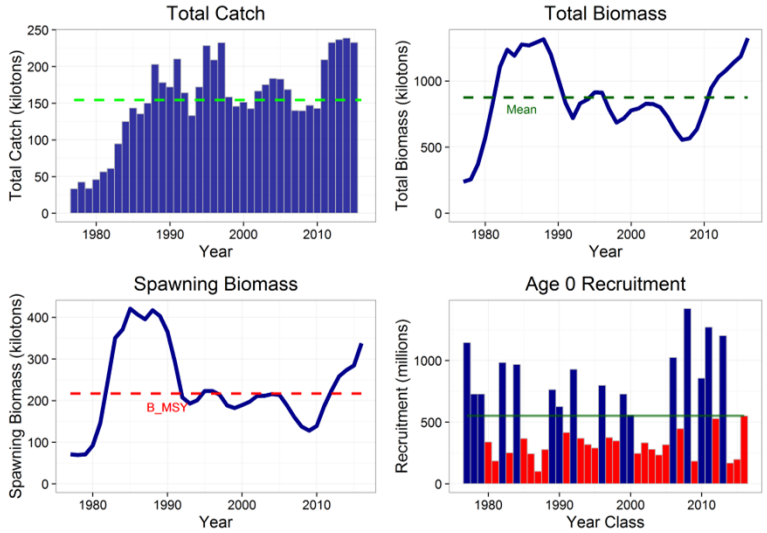 Total Catch
Total Catch (kilotons)
250
200
150
100
50
0
1980
1990
2000
2010
Year
Total Biomass
Total Biomass (kilotons)
1000
500
0
Mean
1980
1990
2000
2010
Year
Spawning Biomass
Spawning Biomass (kilotons)
400
300
200
100
0
B_MSY
1980
1990
2000
2010
Year
Age 0 Recruitment
Recruitment (millions)
1000
500
0
1980
1990
2000
2010
Year Class